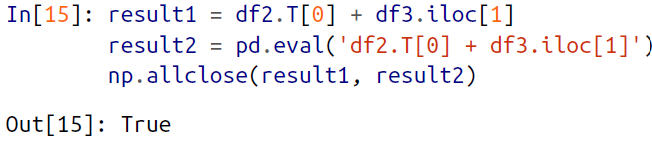 In[15]: result1 = df2.T[0] + df3.iloc[1]
result2 = pd.eval('df2.T[0] + df3.iloc[1]')
np.allclose(result1, result2)
Out[15]: True